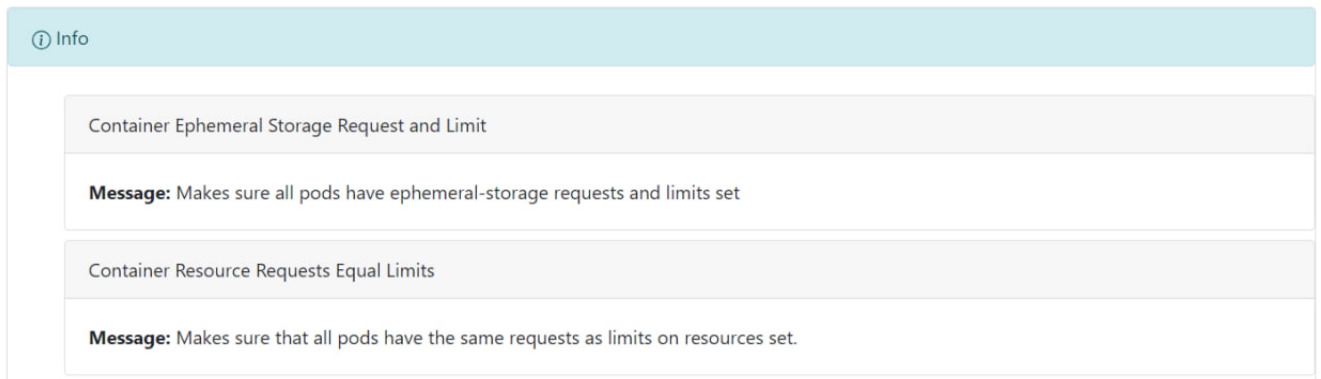 Info
Container Ephemeral Storage Request and Limit
Message: Makes sure all pods have ephemeral-storage requests and limits set
Container Resource Requests Equal Limits
Message: Makes sure that all pods have the same requests as limits on resources set.